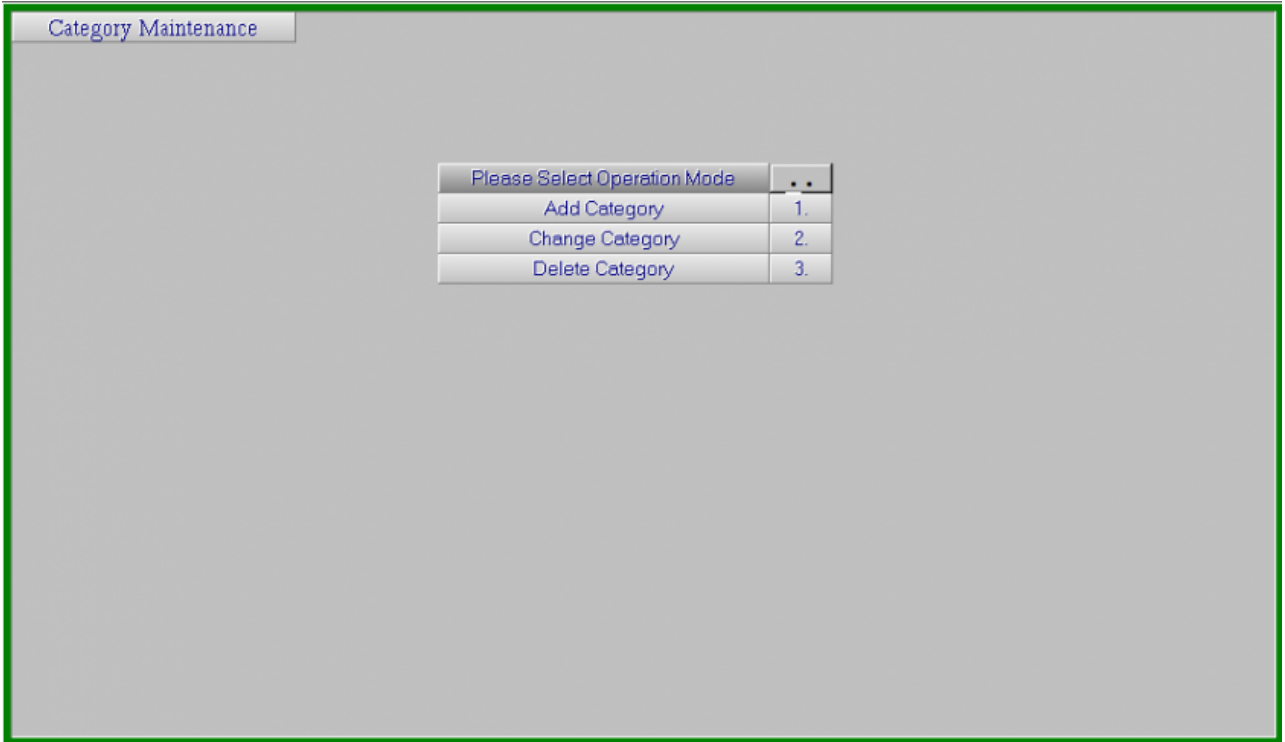 Category Maintenance
Please Select Operation Mode ..
Add Category 1.
Change Category 2.
Delete Category 3.